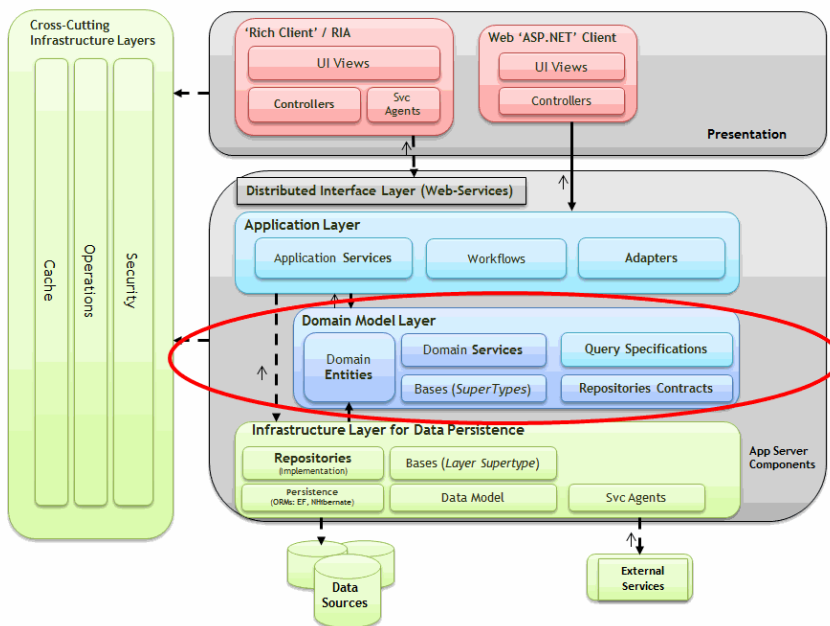 Cross-Cutting
Infrastructure Layers
Cache
Operations
Security
‘Rich Client’ / RIA
UI Views
Controllers
Svc
Agents
Web ‘ASP.NET’ Client
UI Views
Controllers
Presentation
Distributed Interface Layer (Web-Services)
Application Layer
Application Services
Workflows
Adapters
Domain Model Layer
Domain
Entities
Domain Services
Query Specifications
Bases (SuperTypes)
Repositories Contracts
Infrastructure Layer for Data Persistence
Repositories
(Implementation)
Bases (Layer Supertype)
Persistence
(ORMs: EF, NHibernate)
Data Model
Svc Agents
App Server
Components
Data
Sources
External
Services